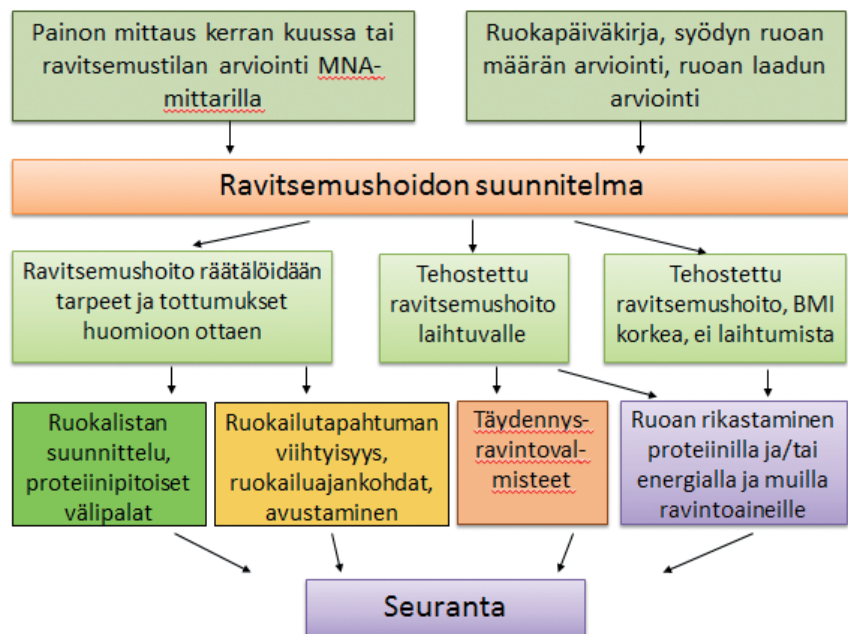 Painon mittaus kerran kuussa tai
ravitsemustilan arviointi MNA-
mittarilla
Ruokapäiväkirja, syödyn ruoan
määrän arviointi, ruoan laadun
arviointi
Ravitsemushoidon suunnitelma
Ravitsemushoito räätälöidään
tarpeet ja tottumukset
huomioon ottaen
Tehostettu
ravitsemushoito
laihtuvalle
Tehostettu
ravitsemushoito, BMI
korkea, ei laihtumista
Ruokalistan
suunnittelu,
proteiinipitoiset
välipalat
Ruokailutapahtuman
viihtyisyys,
ruokailuajankohdat,
avustaminen
Täydennys-
ravintoval-
misteet
Ruoan rikastaminen
proteiinilla ja/tai
energialla ja muilla
ravintoaineille
Seuranta